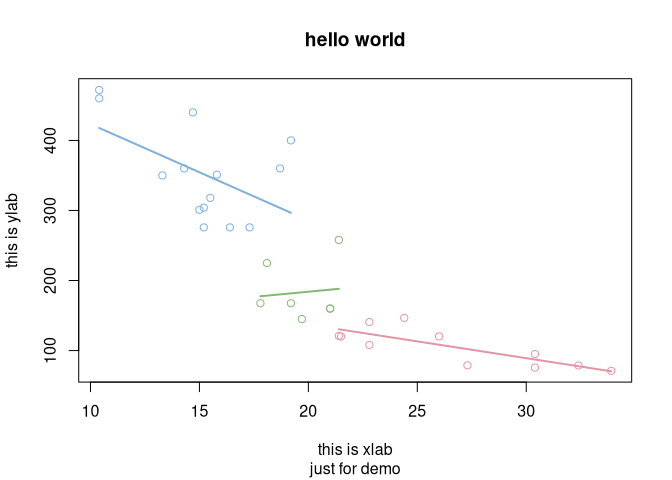 hello world
this is ylab
400
300
200
100
10 15 20 25 30
this is xlab
just for demo